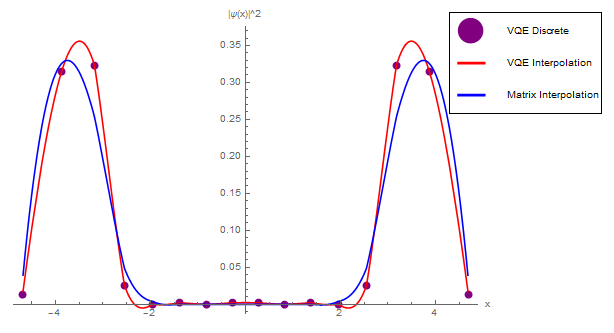 |ψ(x)|^2
VQE Discrete
VQE Interpolation
Matrix Interpolation
0.35
0.30
0.25
0.20
0.15
0.10
0.05
x
−4
−2
2
4